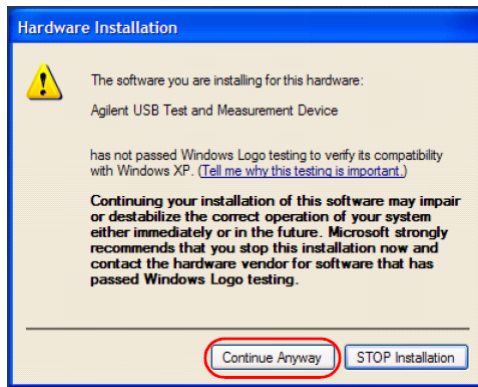 Hardware Installation
The software you are installing for this hardware:
Agilent USB Test and Measurement Device
has not passed Windows Logo testing to verify its compatibility
with Windows XP. (Tell me why this testing is important.)
Continuing your installation of this software may impair
or destabilize the correct operation of your system
either immediately or in the future. Microsoft strongly
recommends that you stop this installation now and
contact the hardware vendor for software that has
passed Windows Logo testing.
Continue Anyway
STOP Installation